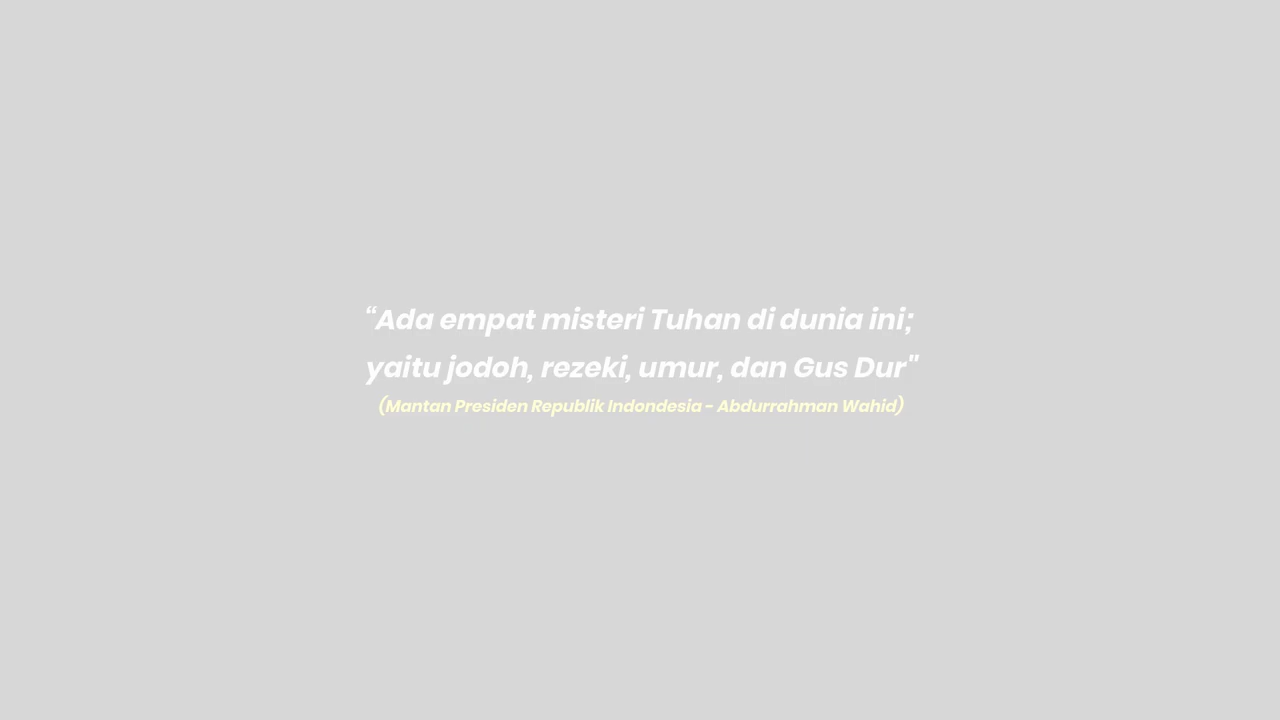 “Ada empat misteri Tuhan di dunia ini;
yaitu jodoh, rezeki, umur, dan Gus Dur"
(Mantan Presiden Republik Indondesia - Abdurrahman Wahid)